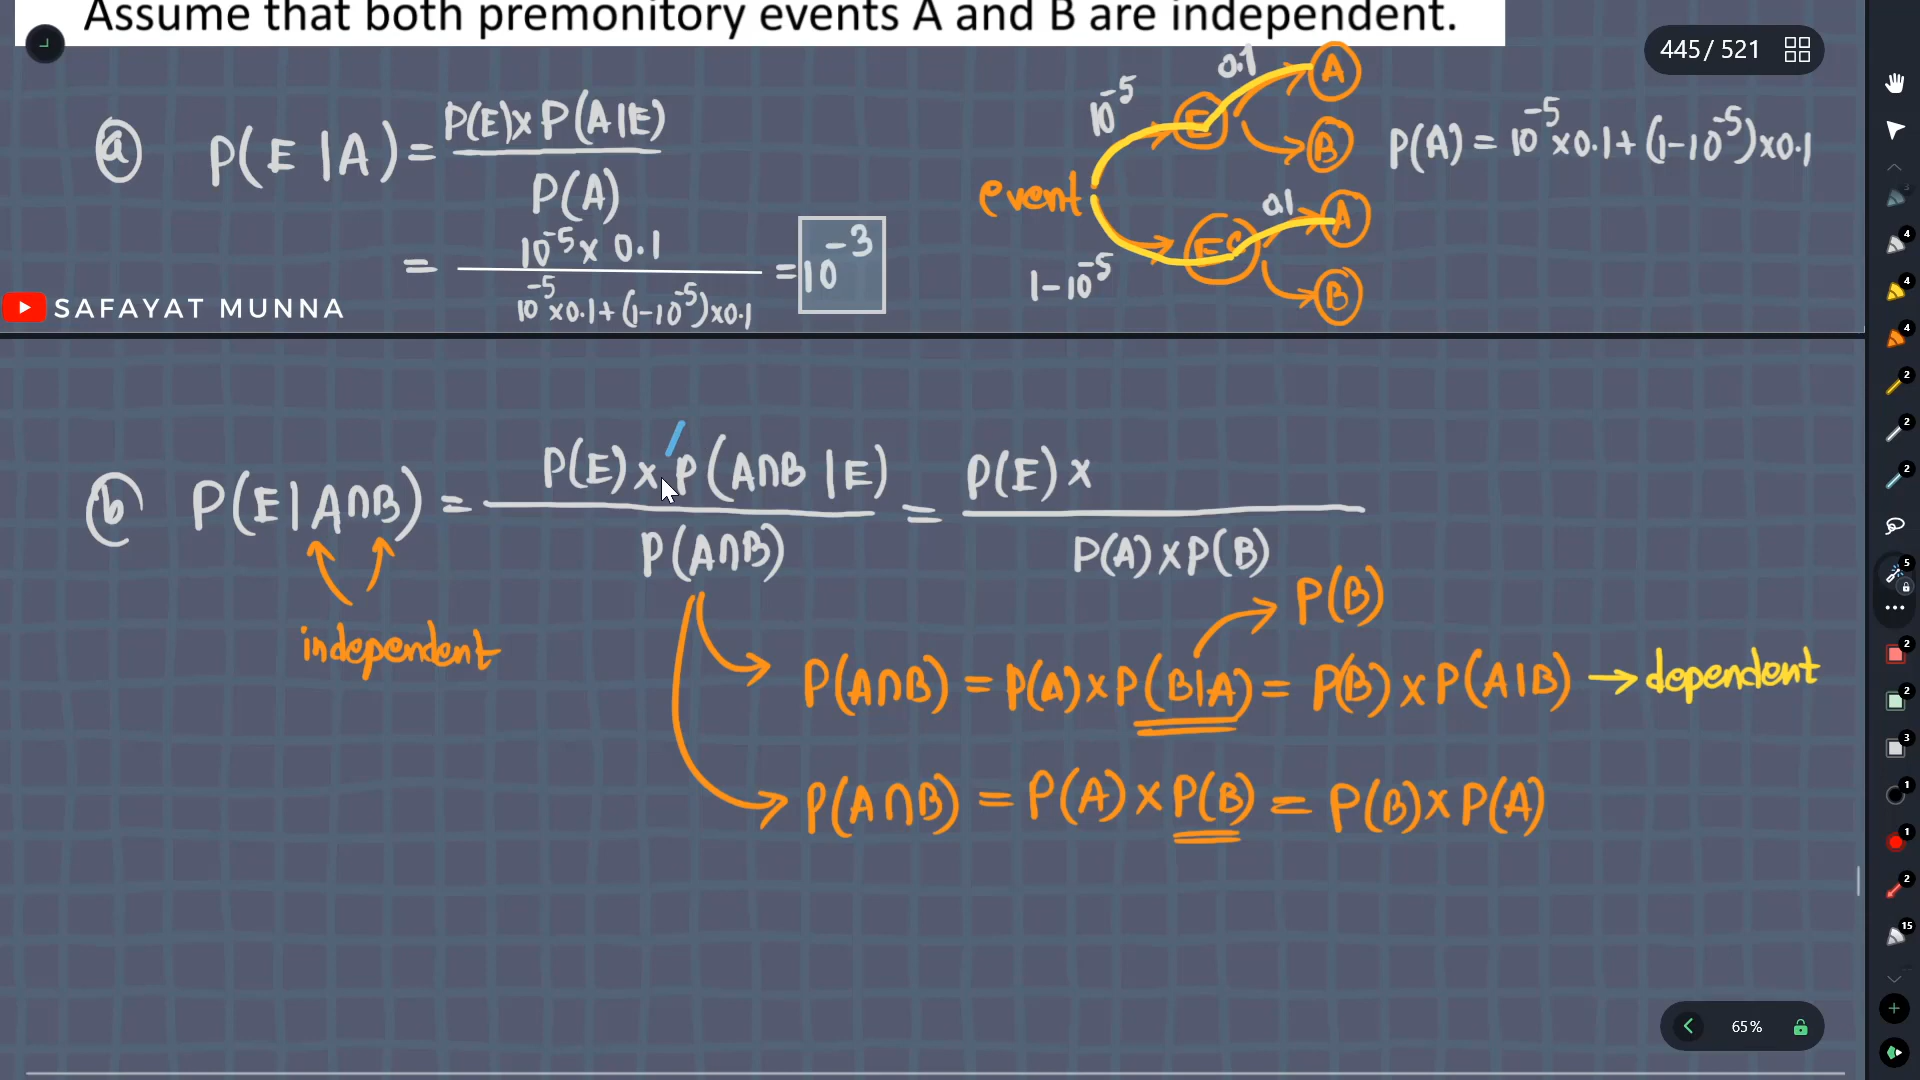 Assume that both premonitory events A and B are independent.
445/ 521
ⓐ P(E | A) = P(E) x P(A|E) / P(A)
= 10^-5 x 0.1 / 10^-5 x 0.1 + (1-10^-5) x 0.1 = 10^-3
event
10^-5
E
0.1
A
B
1-10^-5
E^c
0.1
A
B
P(A) = 10^-5 x 0.1 + (1-10^-5) x 0.1
SAFAYAT MUNNA
ⓑ P(E | A∩B) = P(E) x P(A∩B | E) / P(A∩B) = P(E) x / P(A) x P(B)
independent
P(B)
P(A∩B) = P(A) x P(B|A) = P(B) x P(A|B) → dependent
P(A∩B) = P(A) x P(B) = P(B) x P(A)
65%